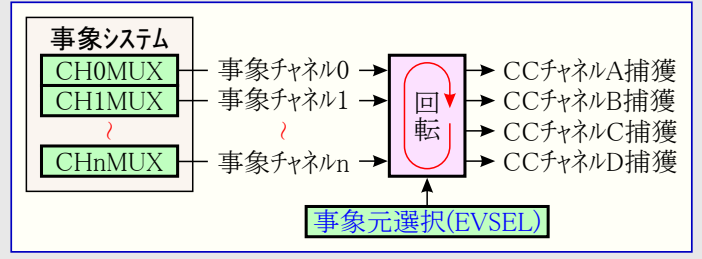 事象システム
CH0MUX 事象チャネル0 CCチャネルA捕獲
CH1MUX 事象チャネル1 CCチャネルB捕獲
～ ～ CCチャネルC捕獲
CHnMUX 事象チャネルn CCチャネルD捕獲
回転
事象元選択(EVSEL)